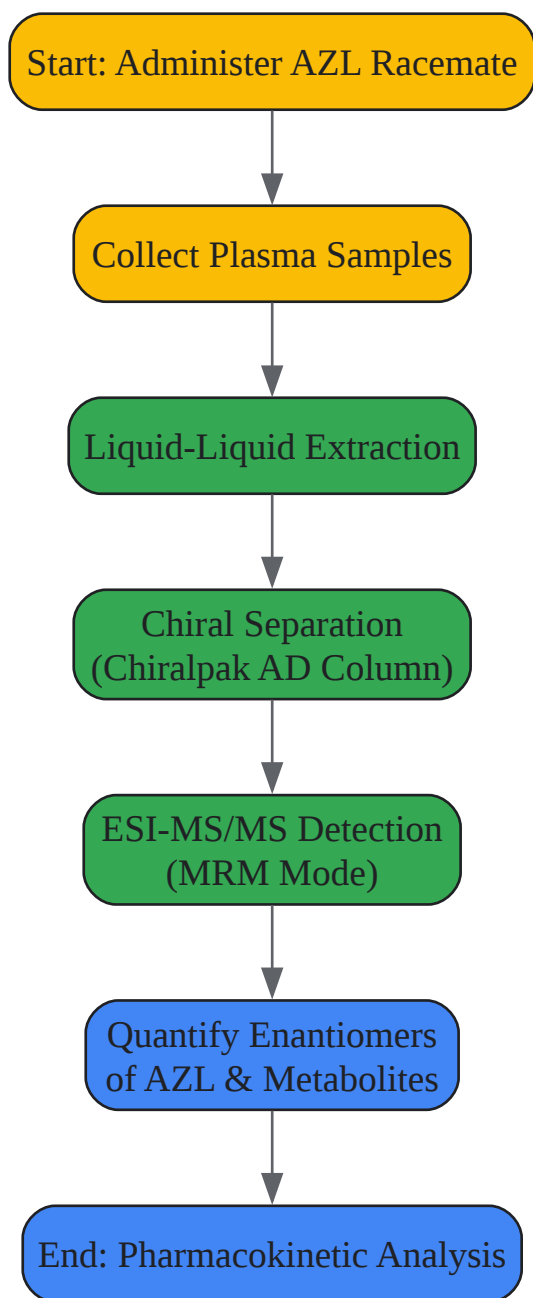 Start: Administer AZL Racemate
Collect Plasma Samples
Liquid-Liquid Extraction
Chiral Separation
(Chiralpak AD Column)
ESI-MS/MS Detection
(MRM Mode)
Quantify Enantiomers
of AZL & Metabolites
End: Pharmacokinetic Analysis